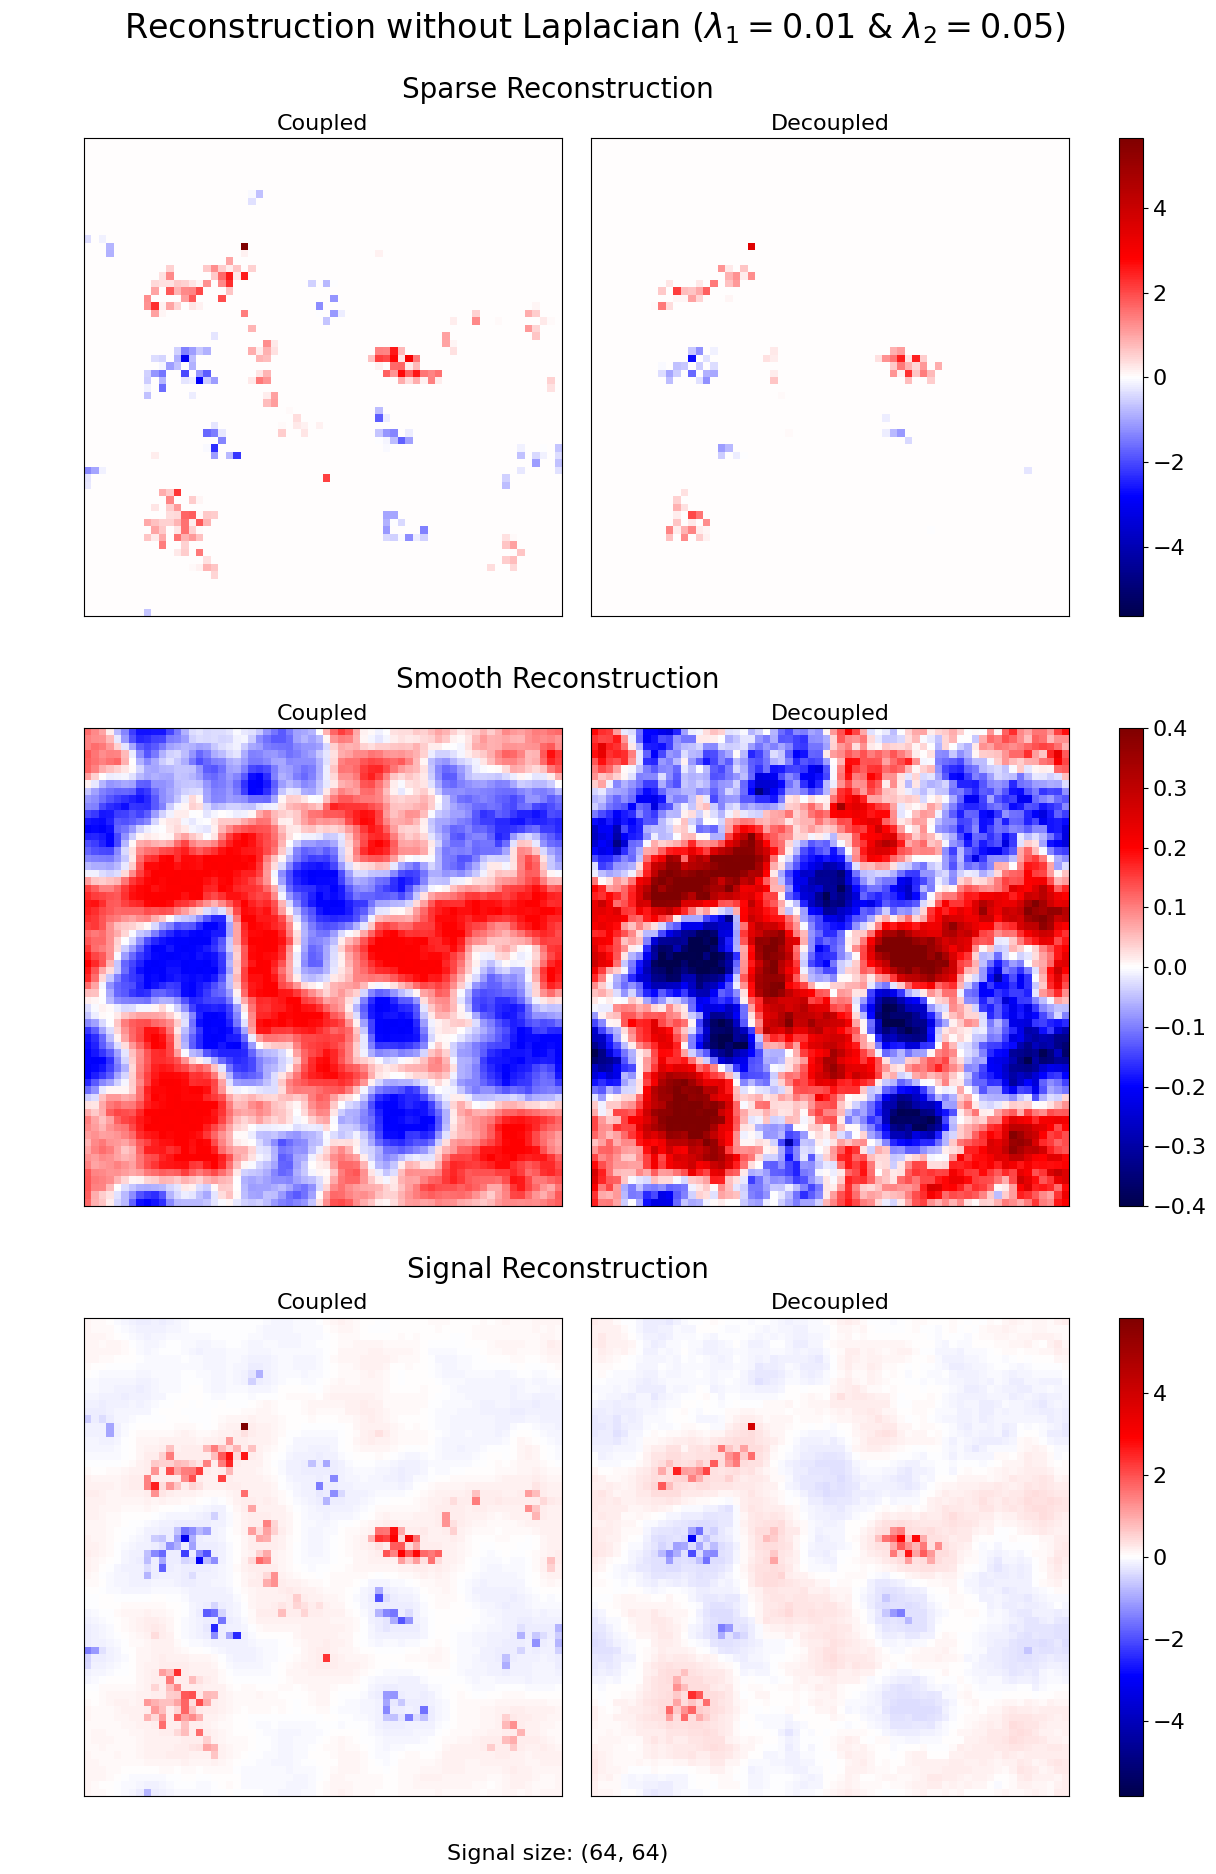 Reconstruction without Laplacian (λ₁ = 0.01 & λ₂ = 0.05)
Sparse Reconstruction
Coupled
Decoupled
4
2
0
−2
−4
Smooth Reconstruction
Coupled
Decoupled
0.4
0.3
0.2
0.1
0.0
−0.1
−0.2
−0.3
−0.4
Signal Reconstruction
Coupled
Decoupled
4
2
0
−2
−4
Signal size: (64, 64)